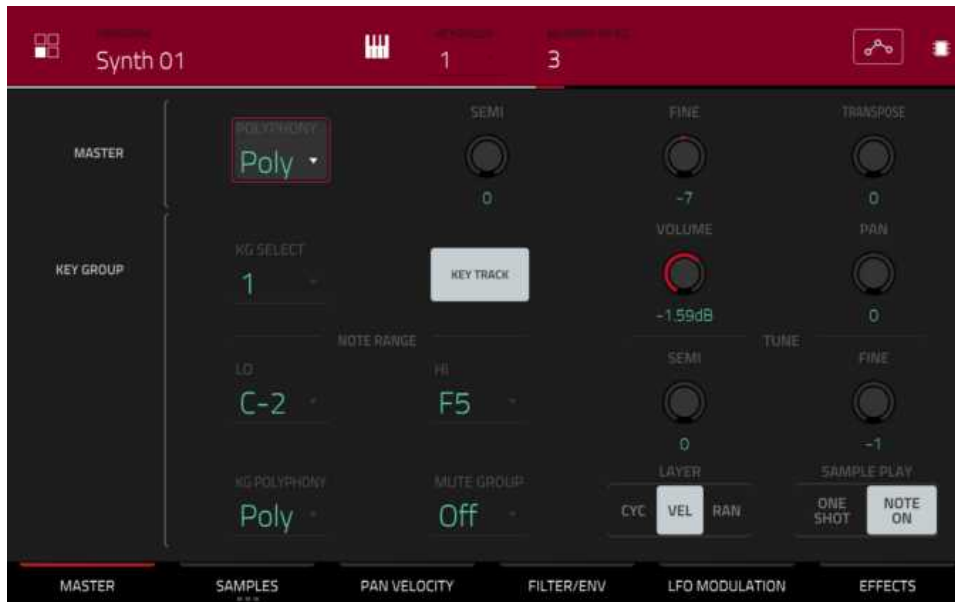 Synth 01
1
3
MASTER
POLYPHONY
Poly
SEMI
0
FINE
-7
TRANSPOSE
0
KEY GROUP
KG SELECT
1
KEY TRACK
VOLUME
-1.59dB
PAN
0
NOTE RANGE
TUNE
LO
C-2
HI
F5
SEMI
0
FINE
-1
KG POLYPHONY
Poly
MUTE GROUP
Off
LAYER
CYC VEL RAN
SAMPLE PLAY
ONE SHOT
NOTE ON
MASTER SAMPLES PAN VELOCITY FILTER/ENV LFO MODULATION EFFECTS